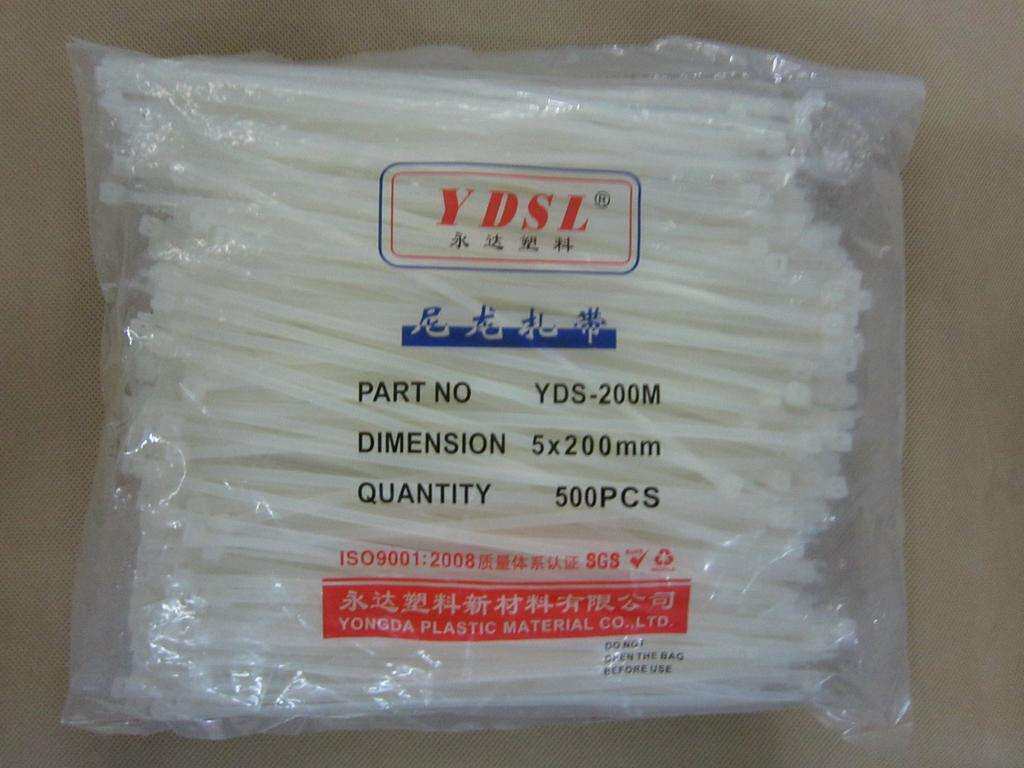 YDSL®
永达塑料
尼龙扎带
PART NO YDS-200M
DIMENSION 5x200mm
QUANTITY 500PCS
ISO9001:2008质量体系认证 SGS RoHS
永达塑料新材料有限公司
YONGDA PLASTIC MATERIAL CO.,LTD.
DO NOT
OPEN THE BAG
BEFORE USE